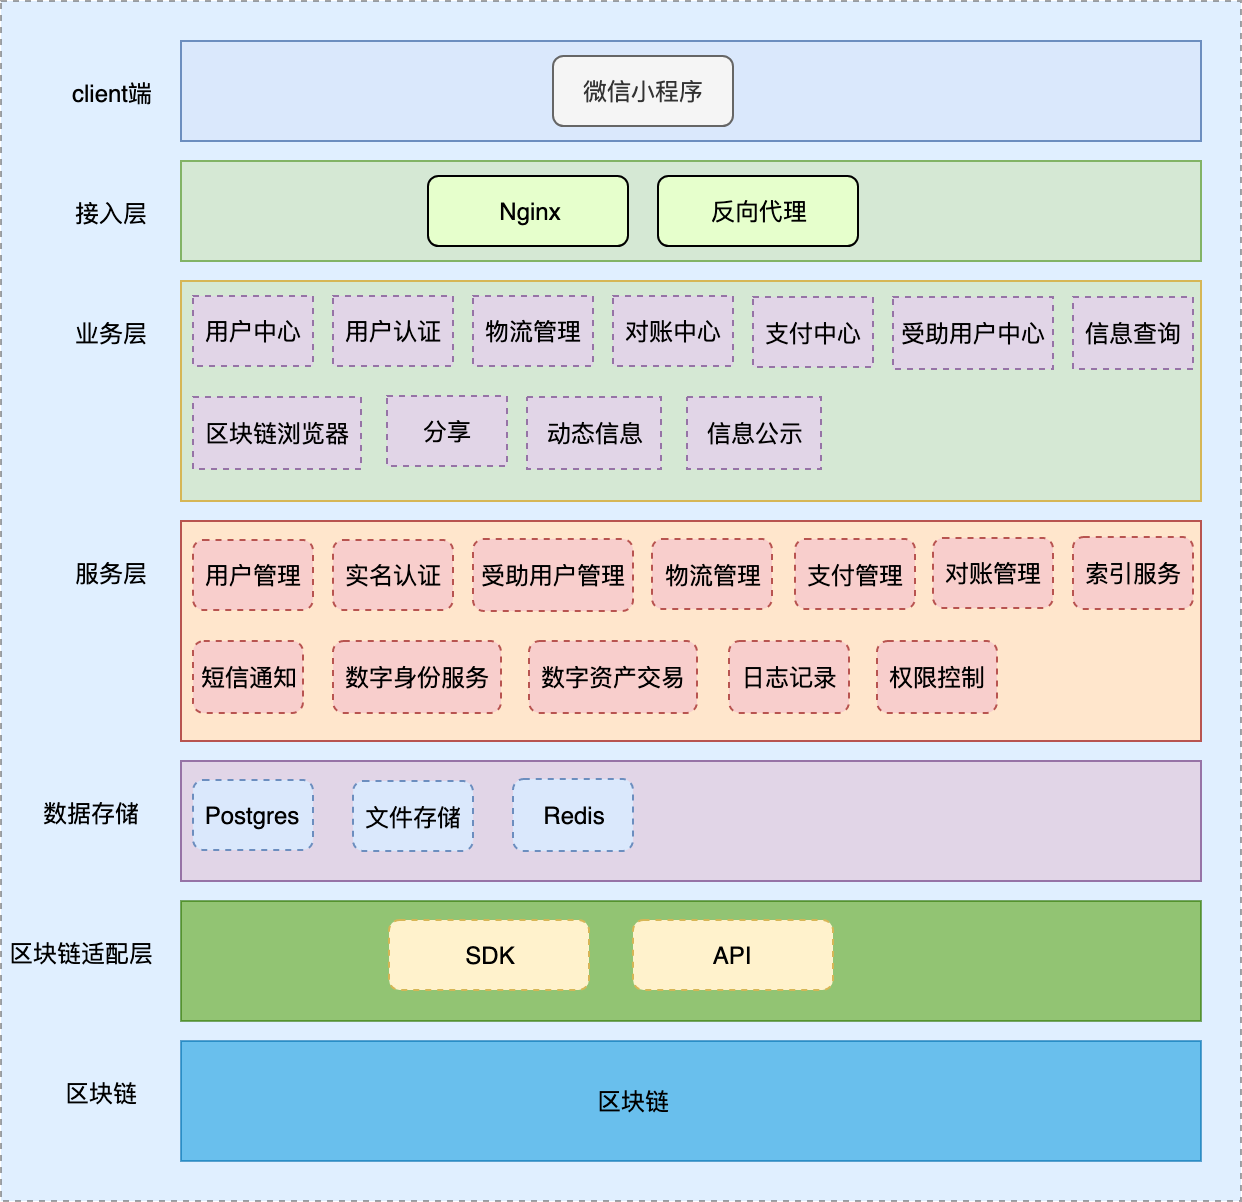 client端
微信小程序
接入层
Nginx
反向代理
业务层
用户中心
用户认证
物流管理
对账中心
支付中心
受助用户中心
信息查询
区块链浏览器
分享
动态信息
信息公示
服务层
用户管理
实名认证
受助用户管理
物流管理
支付管理
对账管理
索引服务
短信通知
数字身份服务
数字资产交易
日志记录
权限控制
数据存储
Postgres
文件存储
Redis
区块链适配层
SDK
API
区块链
区块链